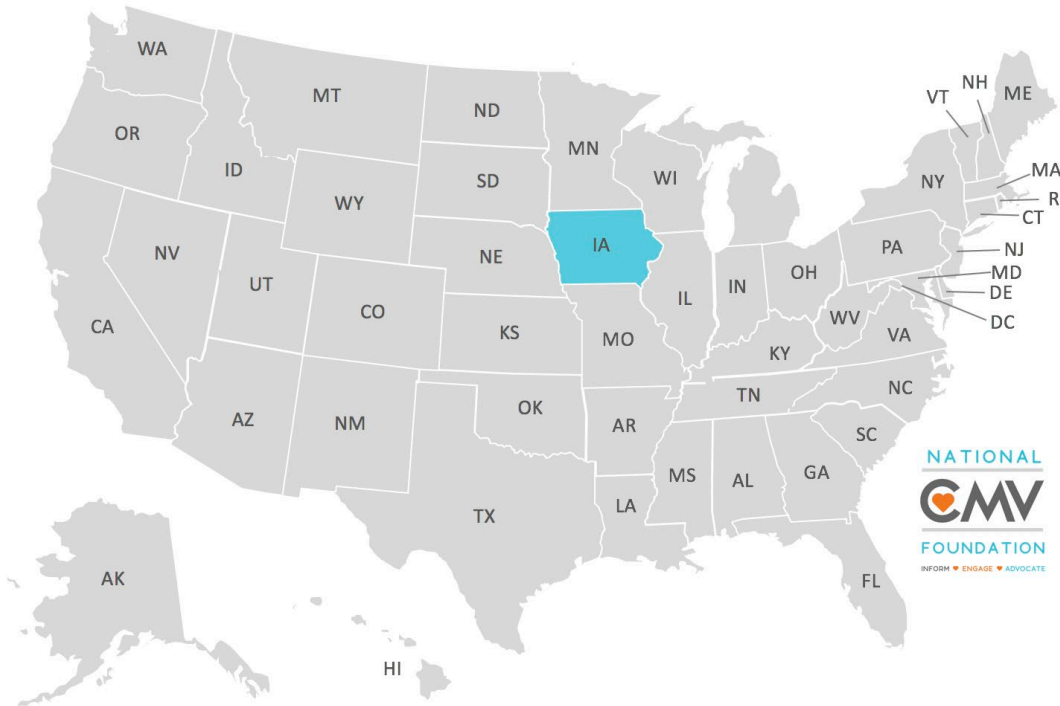 WA
MT
ND
MN
VT
NH
ME
OR
ID
SD
WI
NY
MA
R
CT
WY
NV
NE
IA
PA
NJ
UT
CO
IL
IN
OH
MD
DE
DC
CA
KS
MO
WV
VA
KY
AZ
NM
OK
AR
TN
NC
SC
TX
LA
MS
AL
GA
FL
AK
HI
NATIONAL
CMV
FOUNDATION
INFORM ENGAGE ADVOCATE